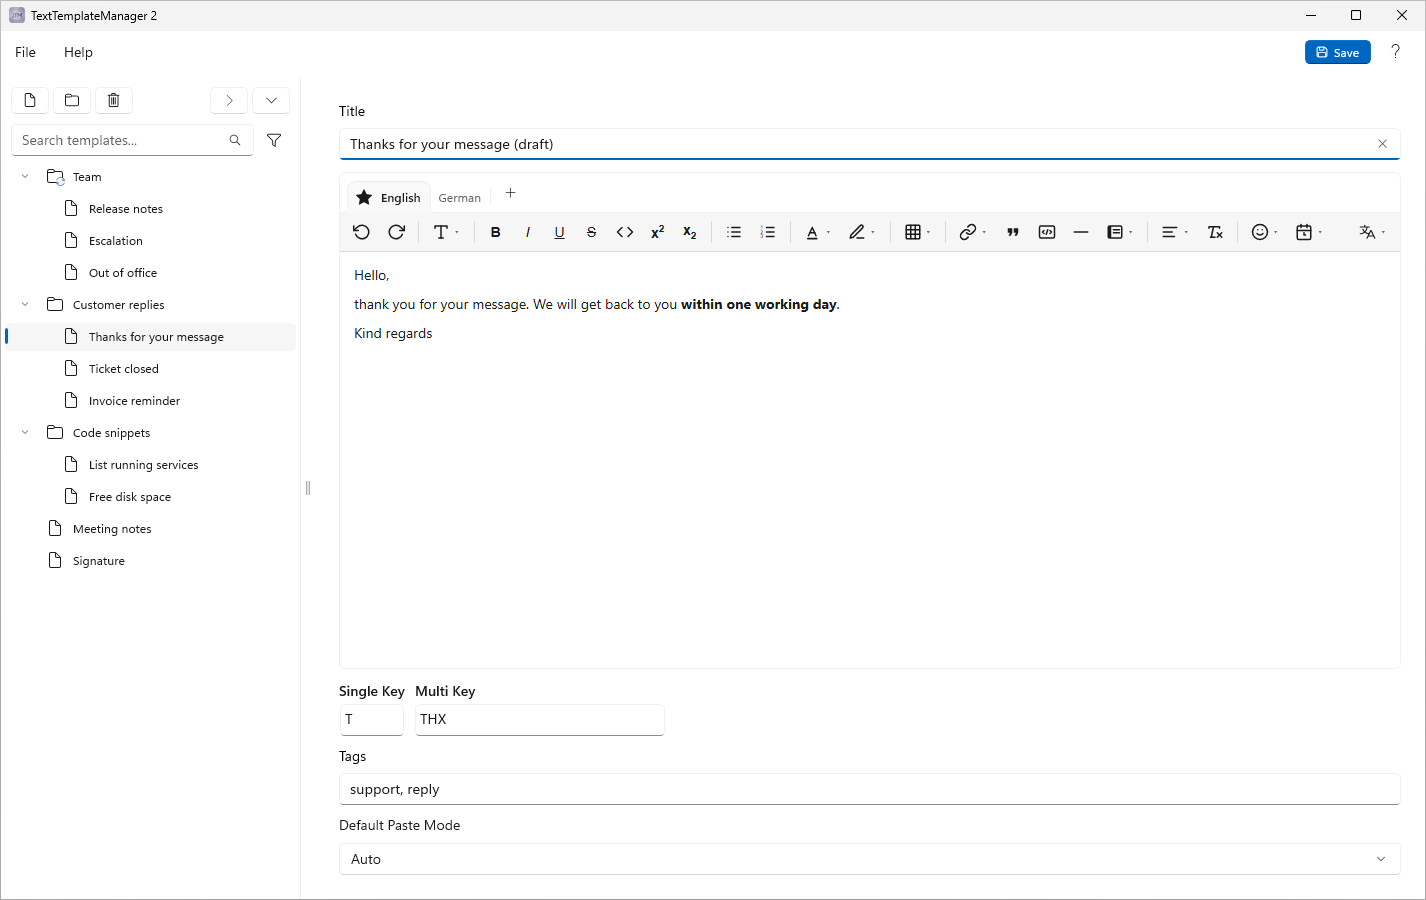 TextTemplateManager 2
File Help
Save ?
Search templates...
Team
Release notes
Escalation
Out of office
Customer replies
Thanks for your message
Ticket closed
Invoice reminder
Code snippets
List running services
Free disk space
Meeting notes
Signature
Title
Thanks for your message (draft)
English German +
Hello,
thank you for your message. We will get back to you within one working day.
Kind regards
Single Key Multi Key
T THX
Tags
support, reply
Default Paste Mode
Auto